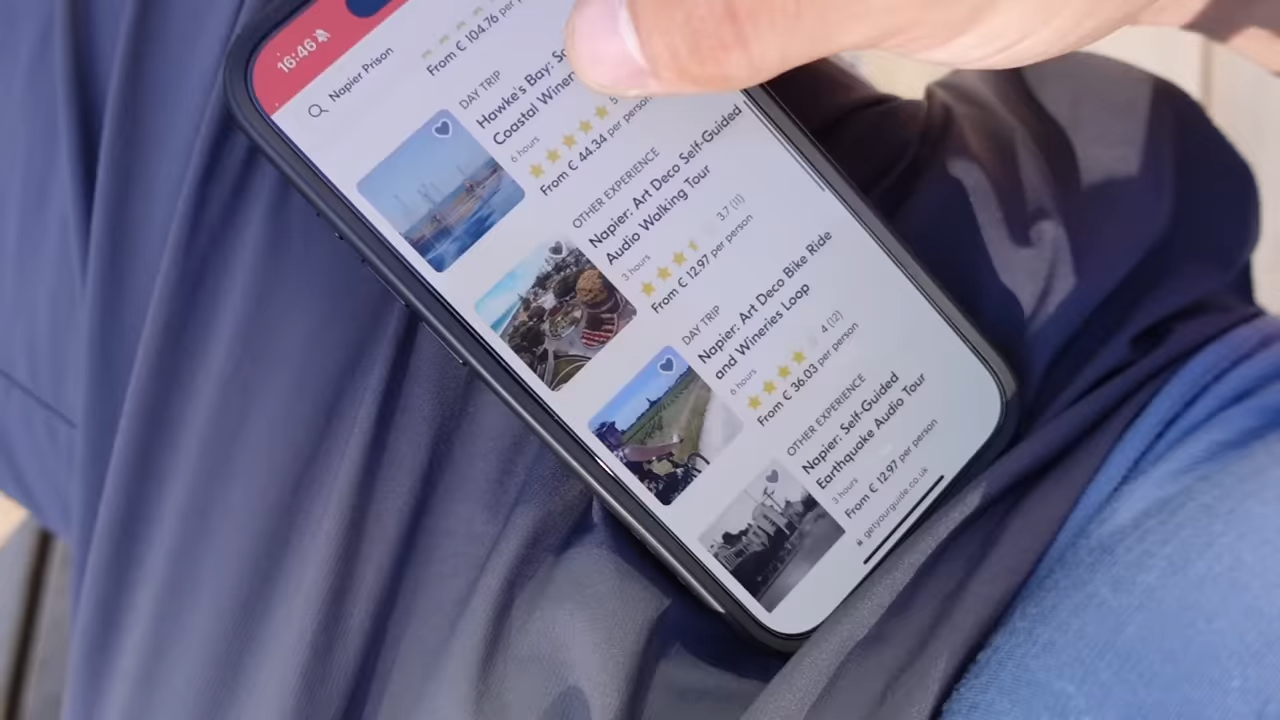 16:46
Napier Prison
From € 104.76 per
DAY TRIP
Hawke's Bay:
Coastal
6 hours
5
From € 44.34 per person
OTHER EXPERIENCE
Napier: Art Deco Self-Guided
Audio Walking Tour
3 hours
3.7 (11)
From € 12.97 per person
DAY TRIP
Napier: Art Deco Bike Ride
and Wineries Loop
6 hours
4 (12)
From € 36.03 per person
OTHER EXPERIENCE
Napier: Self-Guided
Earthquake Audio Tour
3 hours
From € 12.97 per person
getyourguide.co.uk